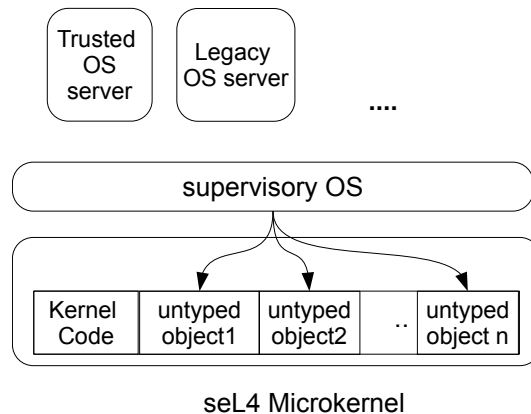 Trusted
OS
server
Legacy
OS server
....
supervisory OS
Kernel
Code
untyped
object1
untyped
object2
..
untyped
object n
seL4 Microkernel